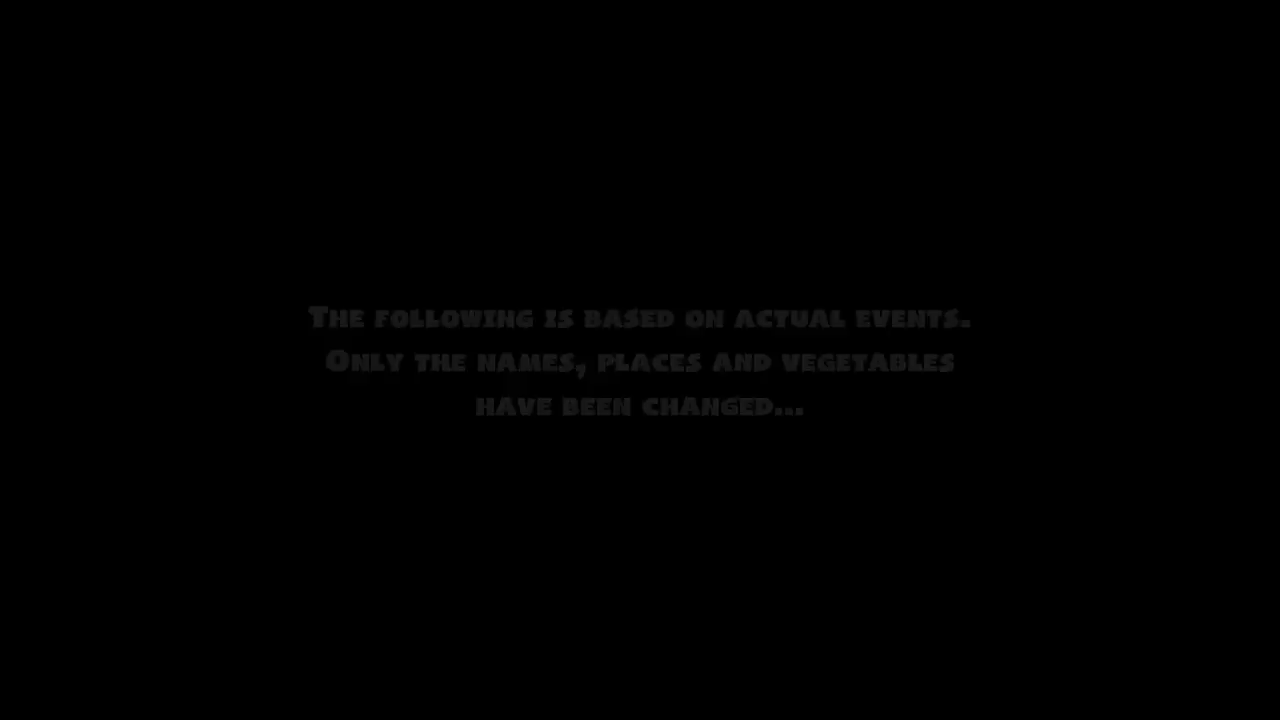 The following is based on actual events.
Only the names, places and vegetables
have been changed...